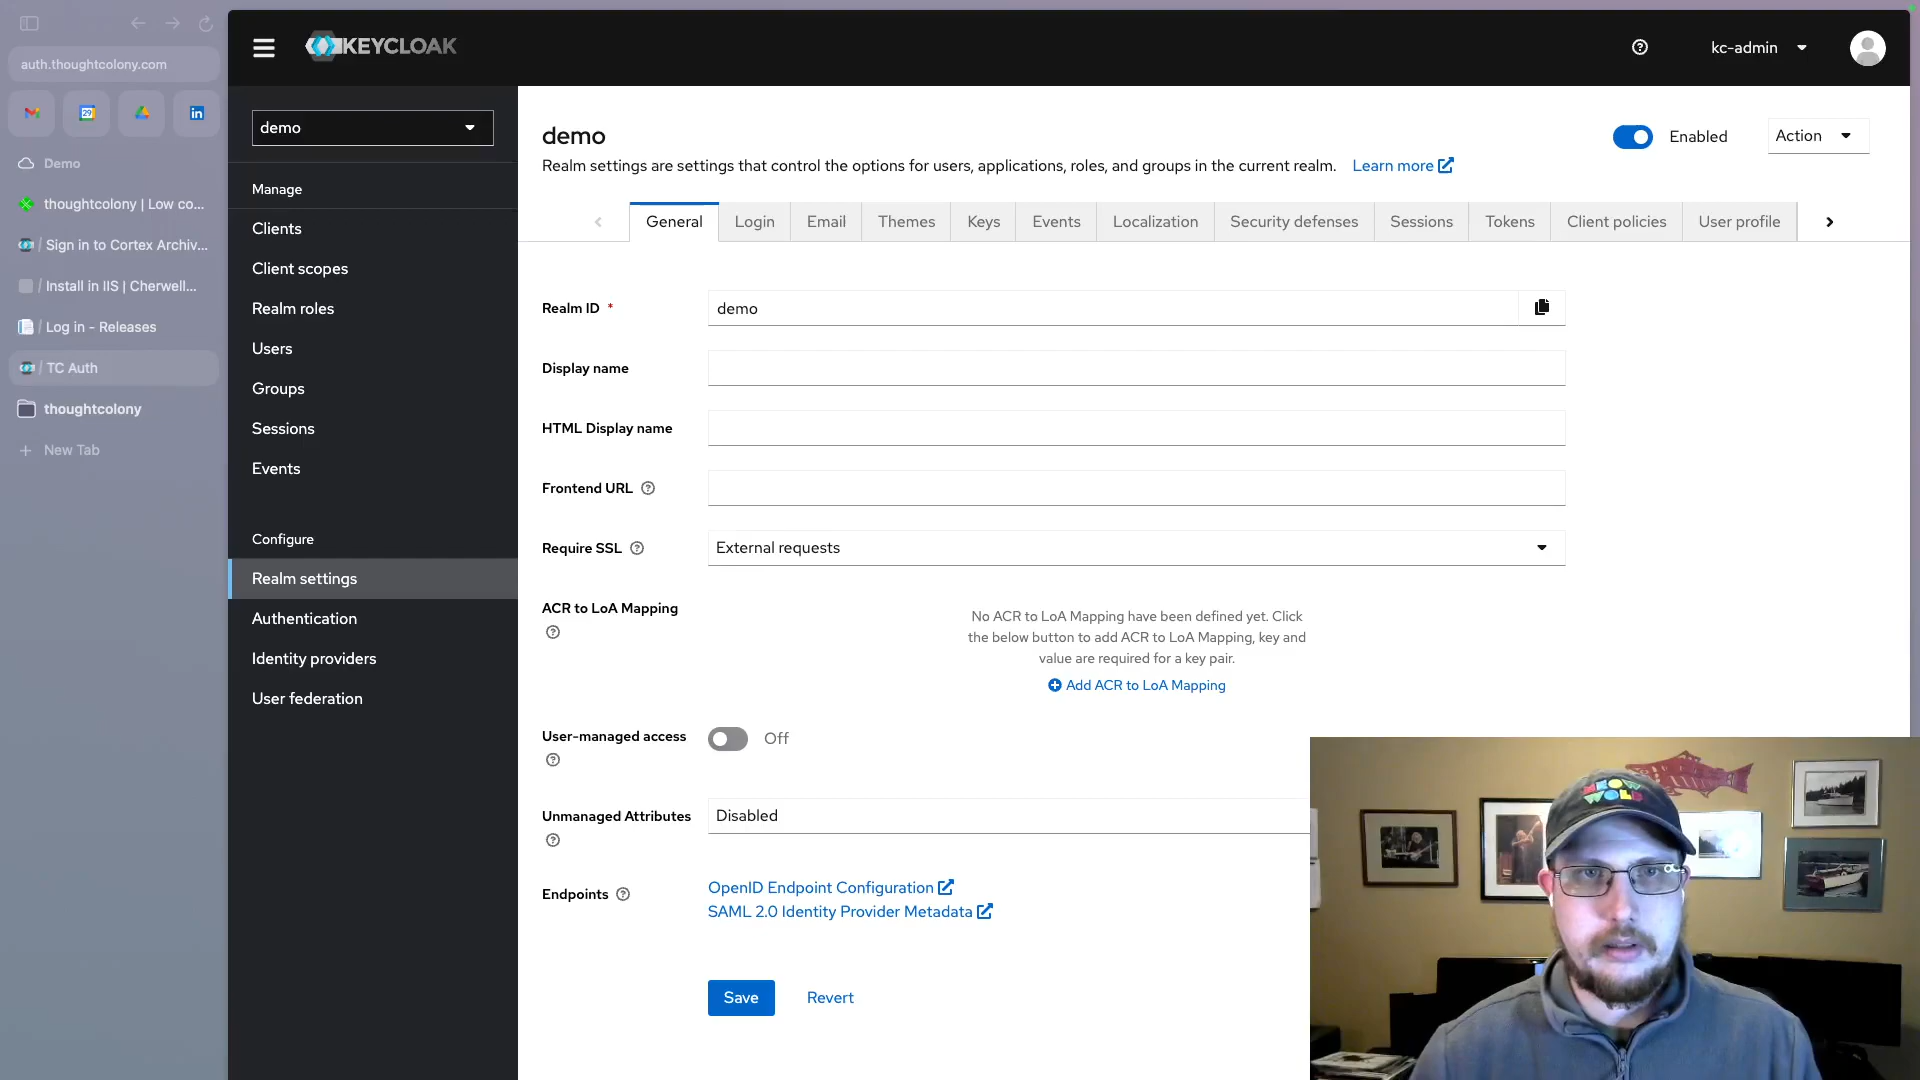 auth.thoughtcolony.com
Demo
thoughtcolony | Low co...
/ Sign in to Cortex Archiv...
/ Install in IIS | Cherwell...
/ Log in - Releases
/ TC Auth
thoughtcolony
New Tab
KEYCLOAK
kc-admin
demo
Manage
Clients
Client scopes
Realm roles
Users
Groups
Sessions
Events
Configure
Realm settings
Authentication
Identity providers
User federation
demo
Enabled
Action
Realm settings are settings that control the options for users, applications, roles, and groups in the current realm. Learn more
General Login Email Themes Keys Events Localization Security defenses Sessions Tokens Client policies User profile
Realm ID * demo
Display name
HTML Display name
Frontend URL
Require SSL External requests
ACR to LoA Mapping
No ACR to LoA Mapping have been defined yet. Click
the below button to add ACR to LoA Mapping, key and
value are required for a key pair.
Add ACR to LoA Mapping
User-managed access Off
Unmanaged Attributes Disabled
Endpoints OpenID Endpoint Configuration
SAML 2.0 Identity Provider Metadata
Save Revert
MEOW
WOLF